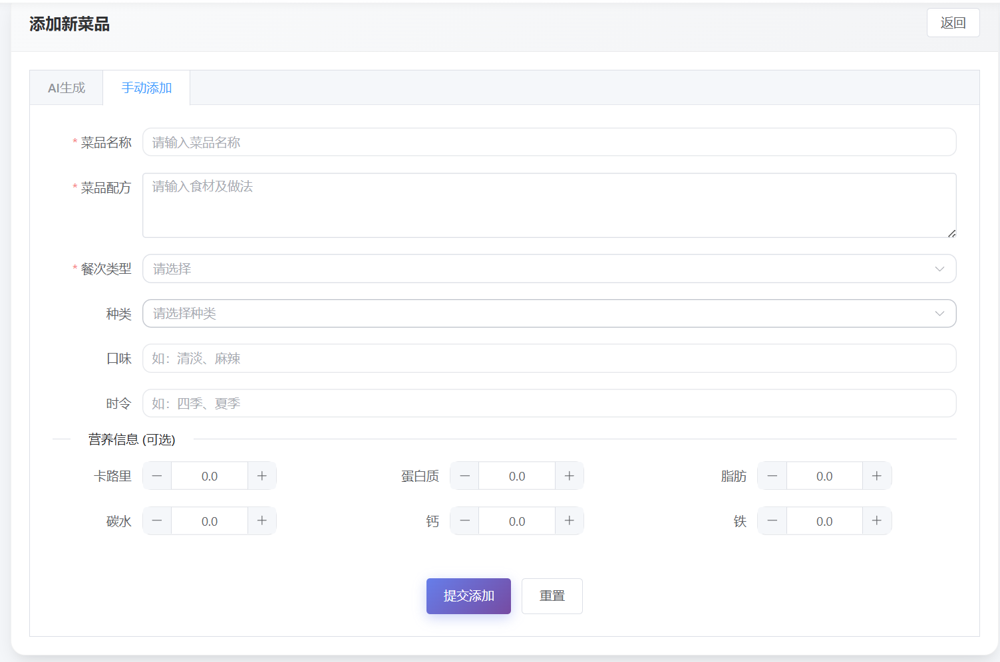 添加新菜品
返回
AI生成
手动添加
* 菜品名称
请输入菜品名称
* 菜品配方
请输入食材及做法
* 餐次类型
请选择
种类
请选择种类
口味
如：清淡、麻辣
时令
如：四季、夏季
营养信息 (可选)
卡路里 − 0.0 + 蛋白质 − 0.0 + 脂肪 − 0.0 +
碳水 − 0.0 + 钙 − 0.0 + 铁 − 0.0 +
提交添加
重置